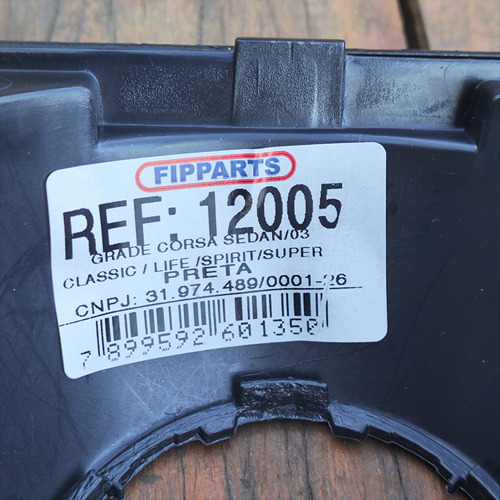 FIPPARTS
REF: 12005
GRADE CORSA SEDAN/03
CLASSIC / LIFE /SPIRIT/SUPER
PRETA
CNPJ: 31.974.489/0001-26
7 899592 601350